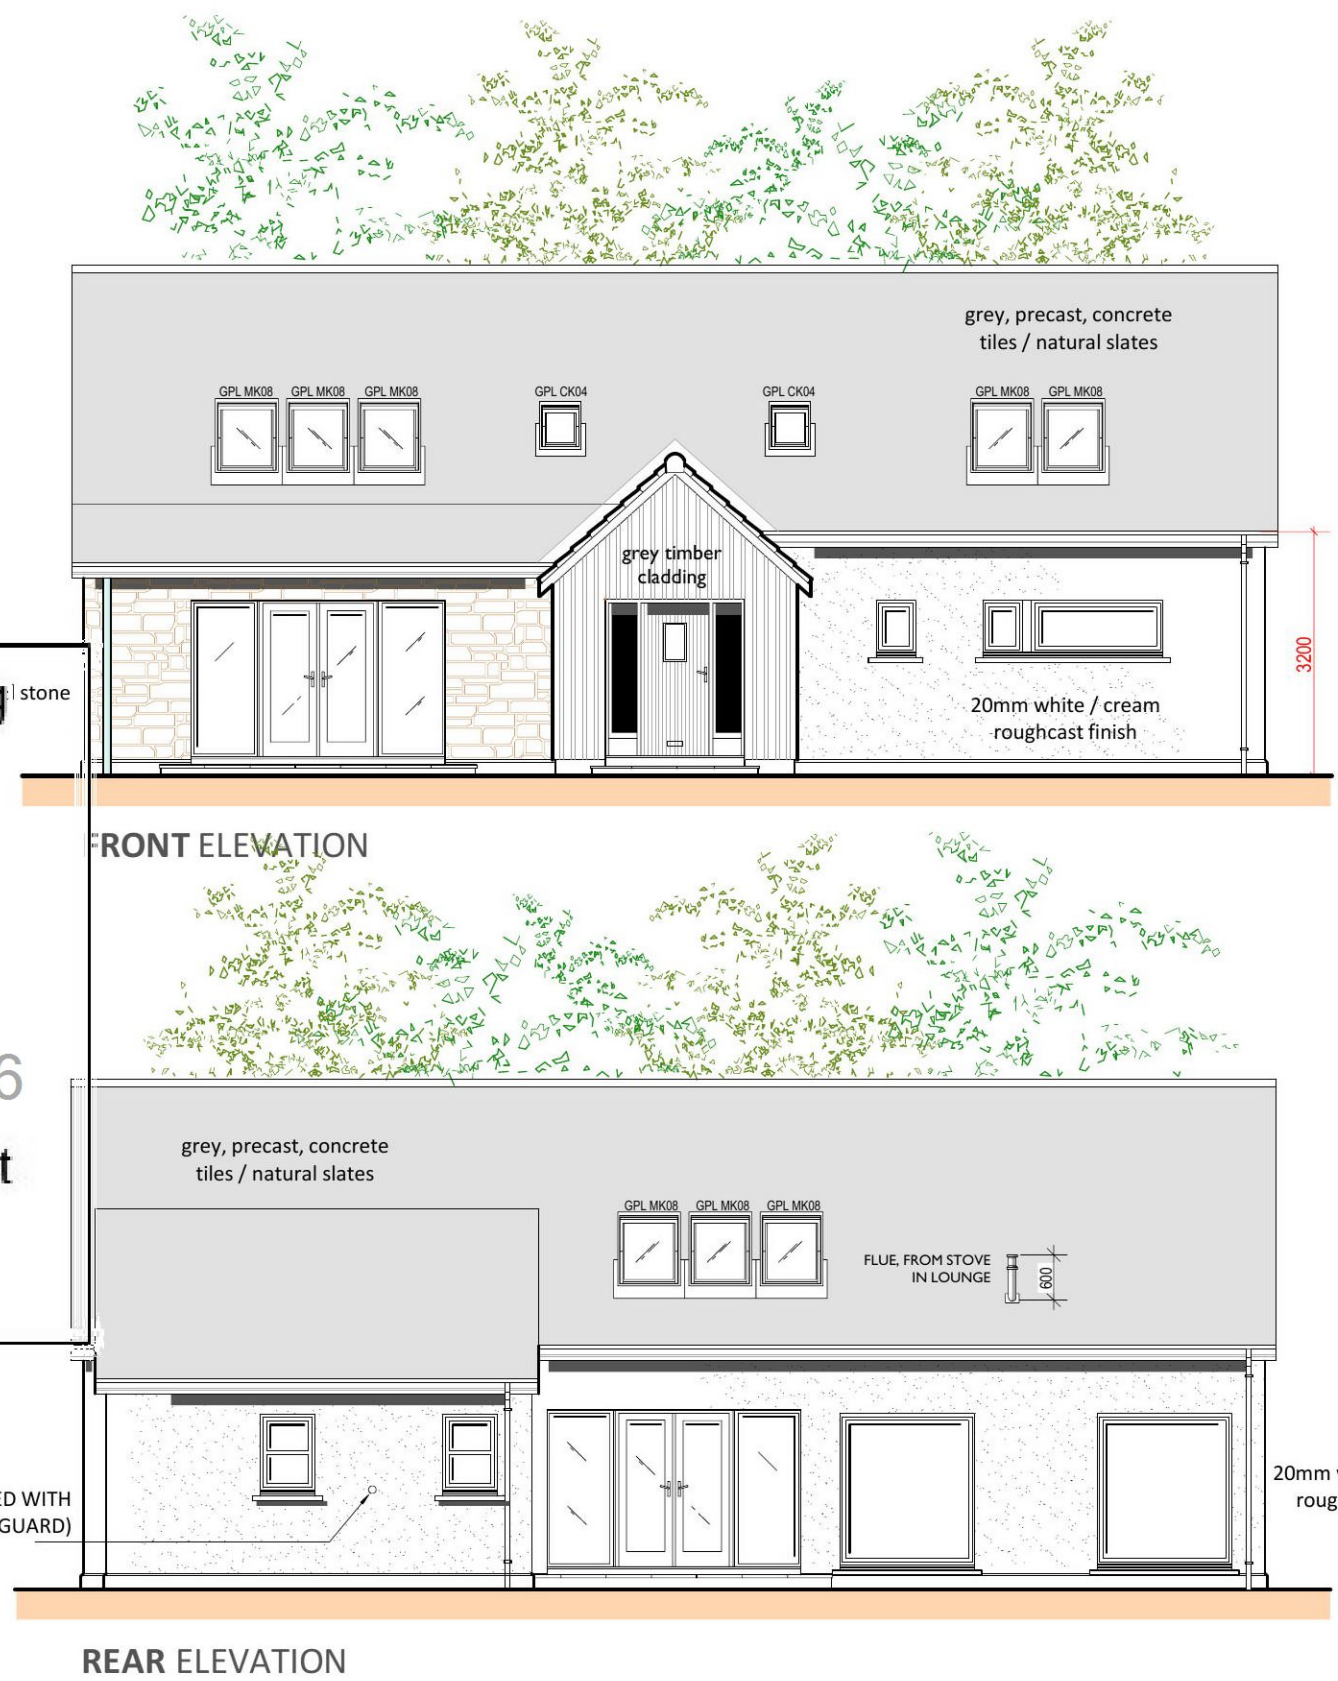 grey, precast, concrete
tiles / natural slates
GPL MK08 GPL MK08 GPL MK08 GPL CK04 GPL CK04 GPL MK08 GPL MK08
grey timber
cladding
3200
stone
20mm white / cream
roughcast finish
FRONT ELEVATION
6
t
grey, precast, concrete
tiles / natural slates
GPL MK08 GPL MK08 GPL MK08
FLUE, FROM STOVE
IN LOUNGE
600
20mm
roug
ED WITH
GUARD)
REAR ELEVATION